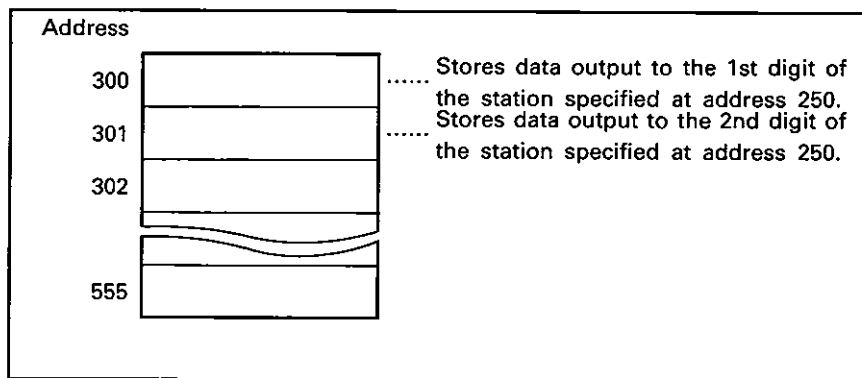 Address
300 ...... Stores data output to the 1st digit of
the station specified at address 250.
301 ...... Stores data output to the 2nd digit of
the station specified at address 250.
302
555